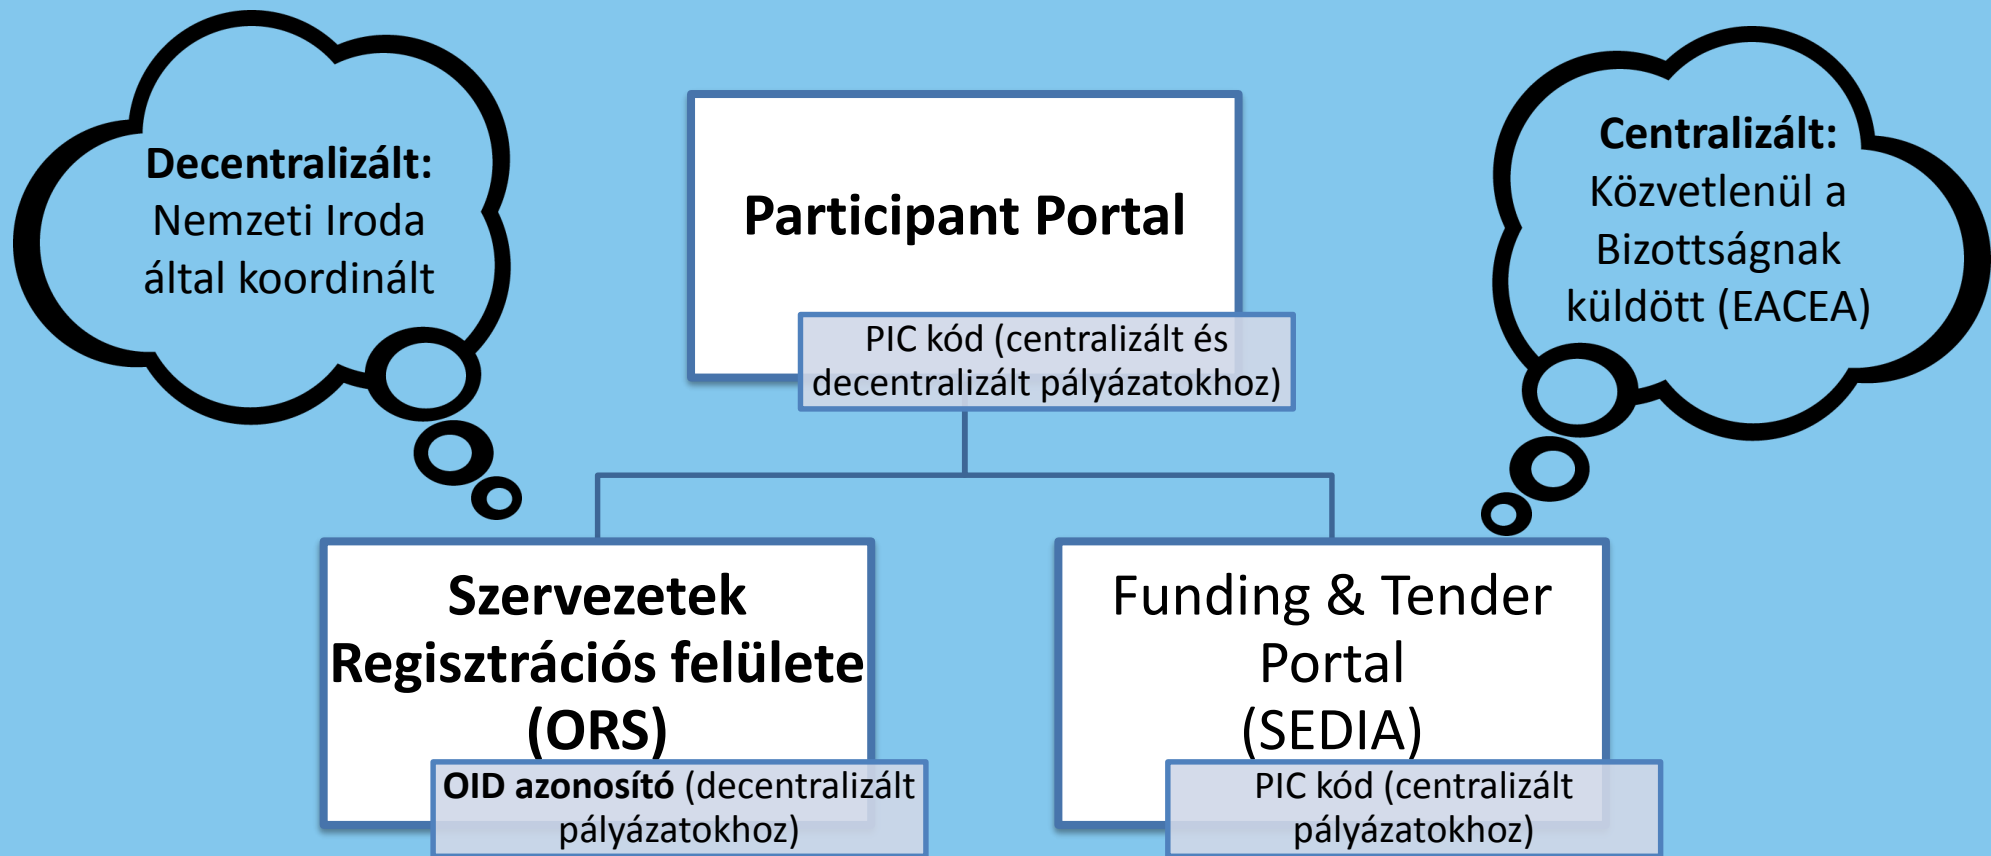 Decentralizált:
Nemzeti Iroda
által koordinált
Participant Portal
PIC kód (centralizált és
decentralizált pályázatokhoz)
Centralizált:
Közvetlenül a
Bizottságnak
küldött (EACEA)
Szervezetek
Regisztrációs felülete
(ORS)
OID azonosító (decentralizált
pályázatokhoz)
Funding & Tender
Portal
(SEDIA)
PIC kód (centralizált
pályázatokhoz)